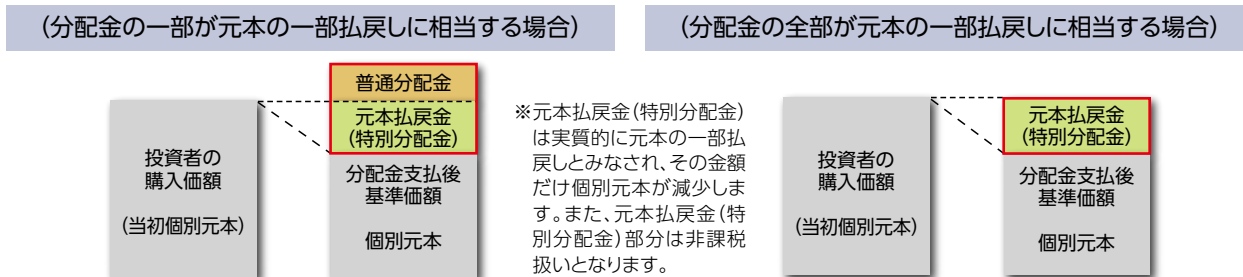 (分配金の一部が元本の一部払戻しに相当する場合)
普通分配金
元本払戻金
(特別分配金)
投資者の
購入価額
(当初個別元本)
分配金支払後
基準価額
個別元本
※元本払戻金(特別分配金)
は実質的に元本の一部払
戻しとみなされ、その金額
だけ個別元本が減少しま
す。また、元本払戻金(特
別分配金)部分は非課税
扱いとなります。
(分配金の全部が元本の一部払戻しに相当する場合)
元本払戻金
(特別分配金)
投資者の
購入価額
(当初個別元本)
分配金支払後
基準価額
個別元本